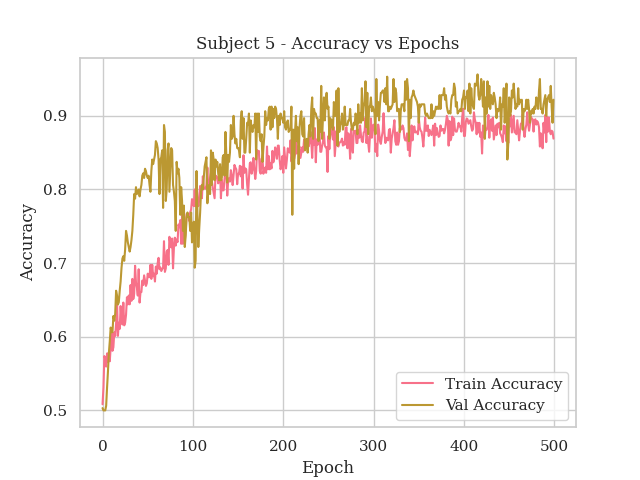 Subject 5 - Accuracy vs Epochs
Accuracy
0.9
0.8
0.7
0.6
0.5
0 100 200 300 400 500
Epoch
Train Accuracy
Val Accuracy